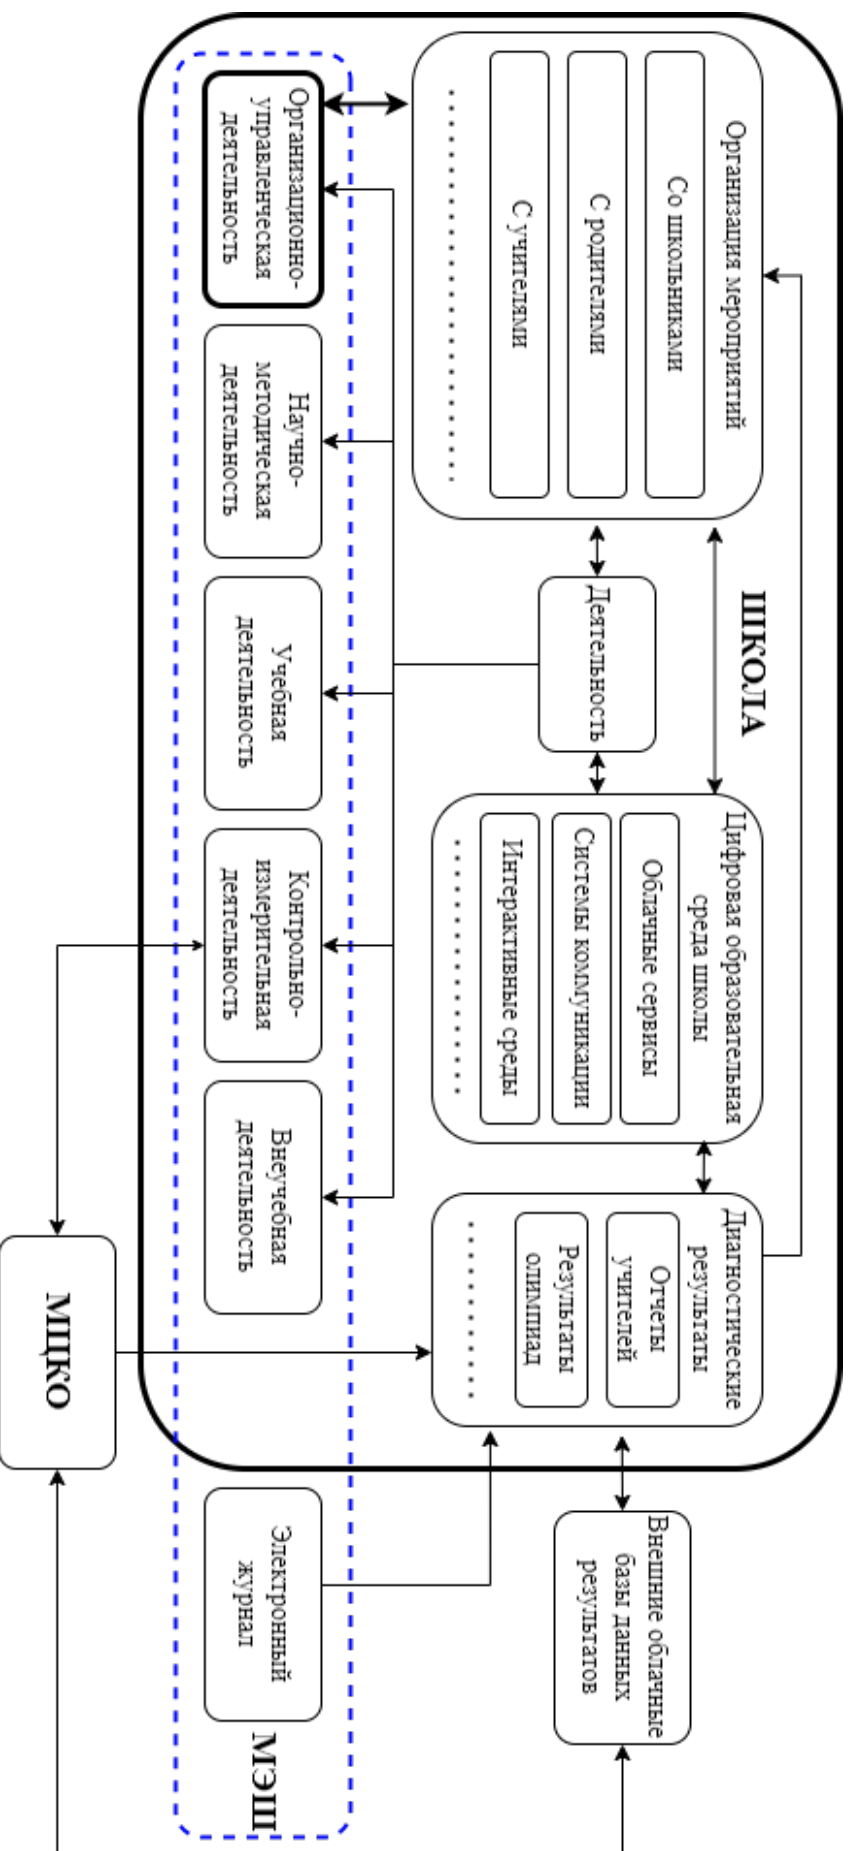 ШКОЛА
Организация мероприятий
Со школьниками
С родителями
С учителями
Деятельность
Цифровая образовательная
среда школы
Облачные сервисы
Системы коммуникации
Интерактивные среды
Диагностические
результаты
Отчеты
учителей
Результаты
олимпиад
Внешние облачные
базы данных
результатов
Организационно-
управленческая
деятельность
Научно-
методическая
деятельность
Учебная
деятельность
Контрольно-
измерительная
деятельность
Внеучебная
деятельность
Электронный
журнал
МЭШ
МЦКО